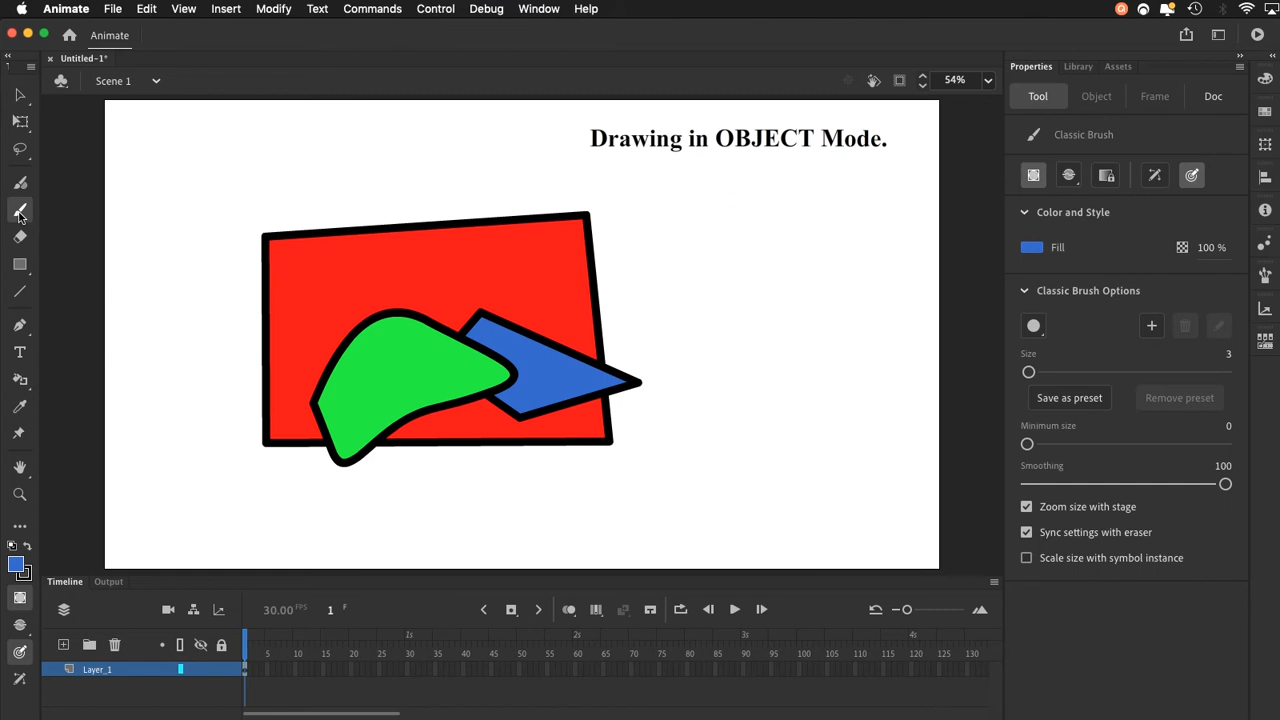 Animate File Edit View Insert Modify Text Commands Control Debug Window Help
Animate
Untitled-1*
Scene 1 54%
Properties Library Assets
Tool Object Frame Doc
Classic Brush
Drawing in OBJECT Mode.
Color and Style
Fill 100 %
Classic Brush Options
Size 3
Save as preset Remove preset
Minimum size 0
Smoothing 100
Zoom size with stage
Sync settings with eraser
Scale size with symbol instance
Timeline Output
30.00 FPS 1 F
1s 2s 3s 4s
5 10 15 20 25 30 35 40 45 50 55 60 65 70 75 80 85 90 95 100 105 110 115 120 125 130
Layer_1